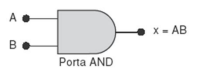 A
x = AB
B
Porta AND